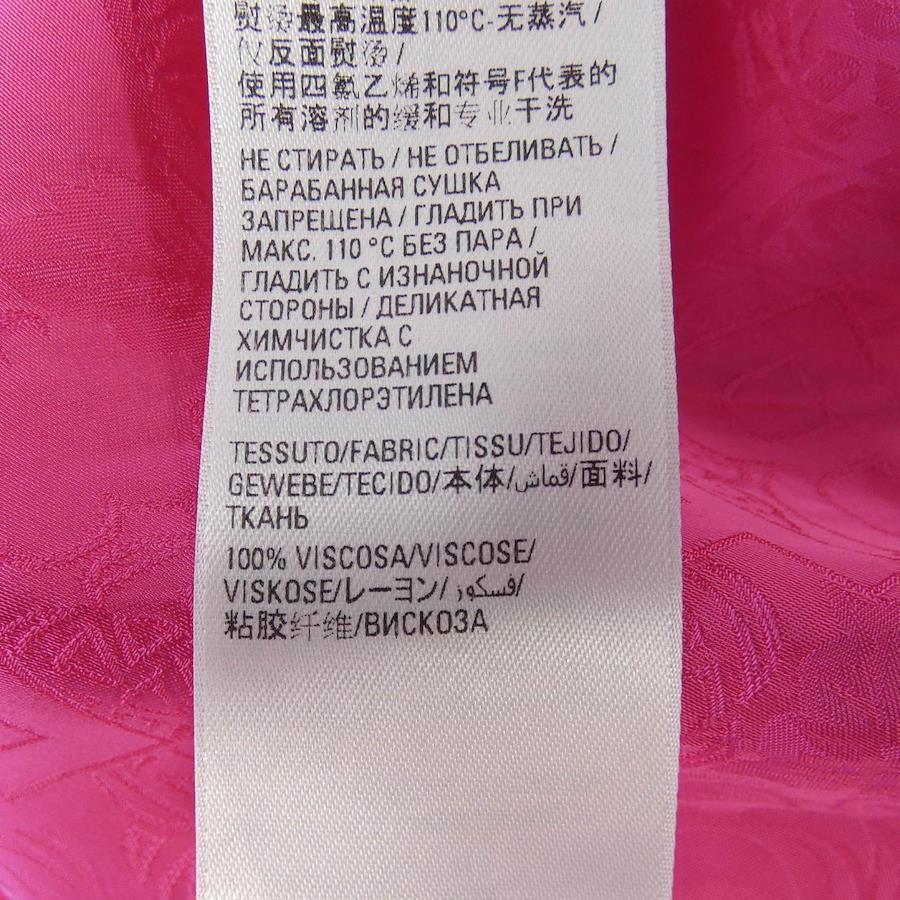 熨烫最高温度110°C-无蒸汽/
仅反面熨烫/
使用四氯乙烯和符号F代表的
所有溶剂的缓和专业干洗
НЕ СТИРАТЬ / НЕ ОТБЕЛИВАТЬ /
БАРАБАННАЯ СУШКА
ЗАПРЕЩЕНА / ГЛАДИТЬ ПРИ
МАКС. 110 °C БЕЗ ПАРА /
ГЛАДИТЬ С ИЗНАНОЧНОЙ
СТОРОНЫ / ДЕЛИКАТНАЯ
ХИМЧИСТКА С
ИСПОЛЬЗОВАНИЕМ
ТЕТРАХЛОРЭТИЛЕНА
TESSUTO/FABRIC/TISSU/TEJIDO/
GEWEBE/TECIDO/本体/قماش/面料/
ТКАНЬ
100% VISCOSA/VISCOSE/
VISKOSE/レーヨン/فسكوز/
粘胶纤维/ВИСКОЗА